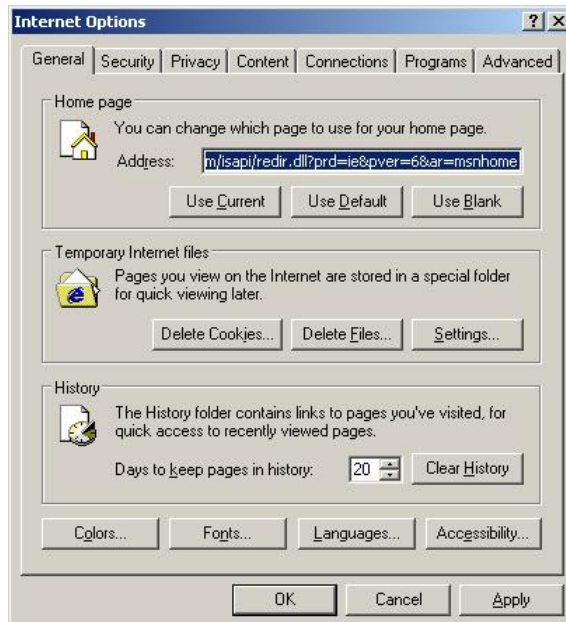 Internet Options
General Security Privacy Content Connections Programs Advanced
Home page
You can change which page to use for your home page.
Address: m/isapi/redir.dll?prd=ie&pver=6&ar=msnhome
Use Current Use Default Use Blank
Temporary Internet files
Pages you view on the Internet are stored in a special folder
for quick viewing later.
Delete Cookies... Delete Files... Settings...
History
The History folder contains links to pages you've visited, for
quick access to recently viewed pages.
Days to keep pages in history: 20 Clear History
Colors... Fonts... Languages... Accessibility...
OK Cancel Apply